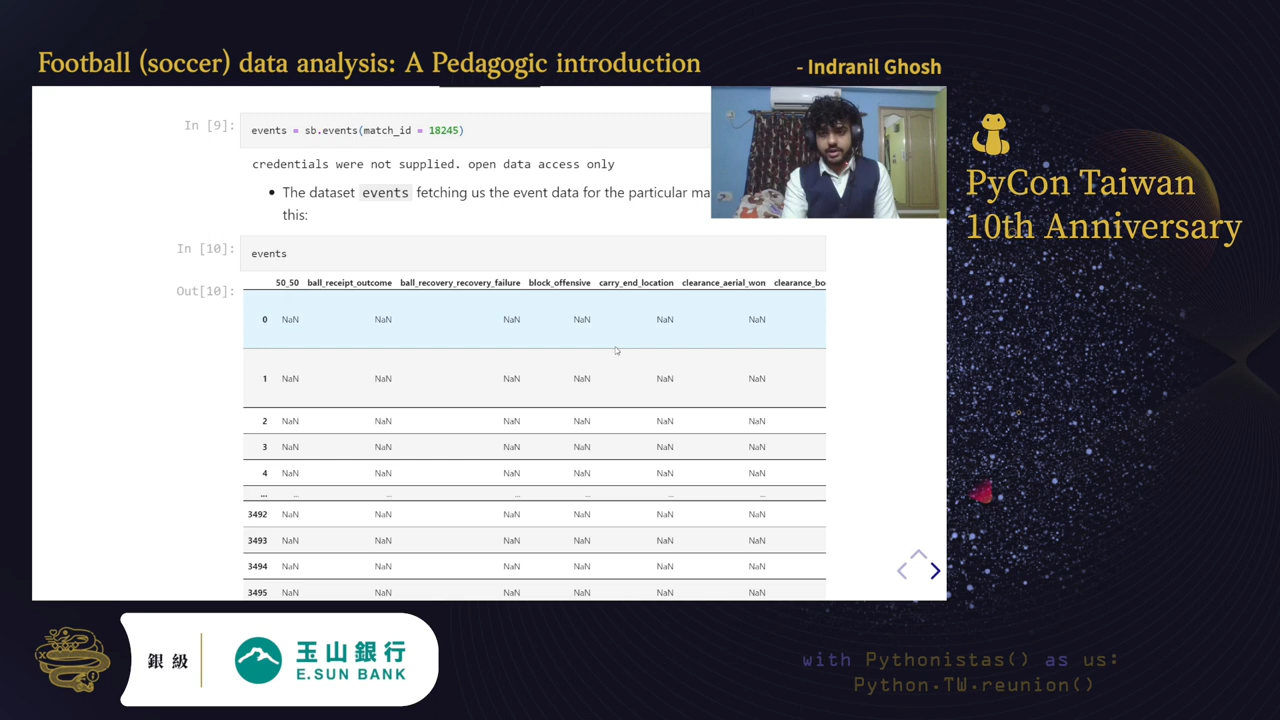 Football (soccer) data analysis: A Pedagogic introduction
- Indranil Ghosh
In [9]:
events = sb.events(match_id = 18245)
credentials were not supplied. open data access only
The dataset events fetching us the event data for the particular ma
this:
In [10]:
events
Out[10]:
50_50 ball_receipt_outcome ball_recovery_recovery_failure block_offensive carry_end_location clearance_aerial_won clearance_bo
0 NaN NaN NaN NaN NaN NaN
1 NaN NaN NaN NaN NaN NaN
2 NaN NaN NaN NaN NaN NaN
3 NaN NaN NaN NaN NaN NaN
4 NaN NaN NaN NaN NaN NaN
... ... ... ... ... ... ...
3492 NaN NaN NaN NaN NaN NaN
3493 NaN NaN NaN NaN NaN NaN
3494 NaN NaN NaN NaN NaN NaN
3495 NaN NaN NaN NaN NaN NaN
PyCon Taiwan
10th Anniversary
銀級
玉山銀行
E.SUN BANK
with Pythonistas() as us:
Python.TW.reunion()